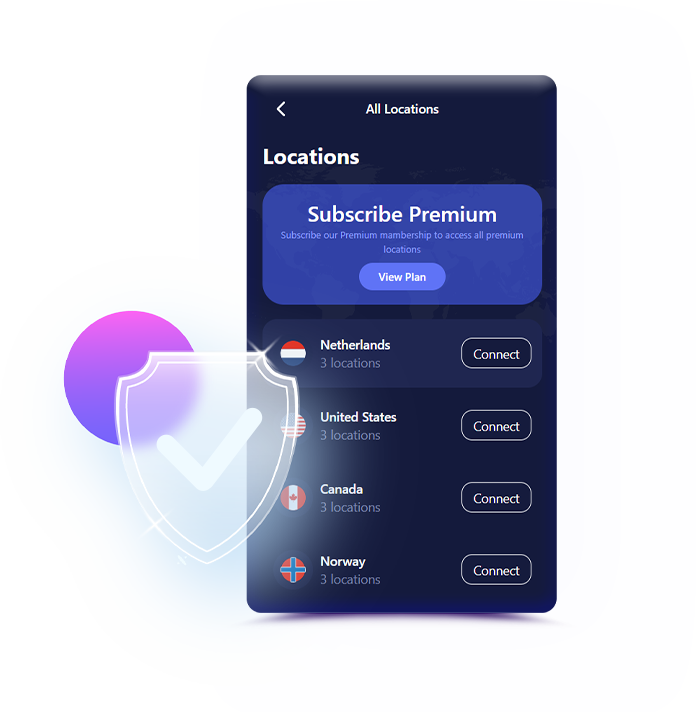 All Locations
Locations
Subscribe Premium
Subscribe our Premium mambership to access all premium
locations
View Plan
Netherlands
3 locations
Connect
United States
3 locations
Connect
Canada
3 locations
Connect
Norway
3 locations
Connect